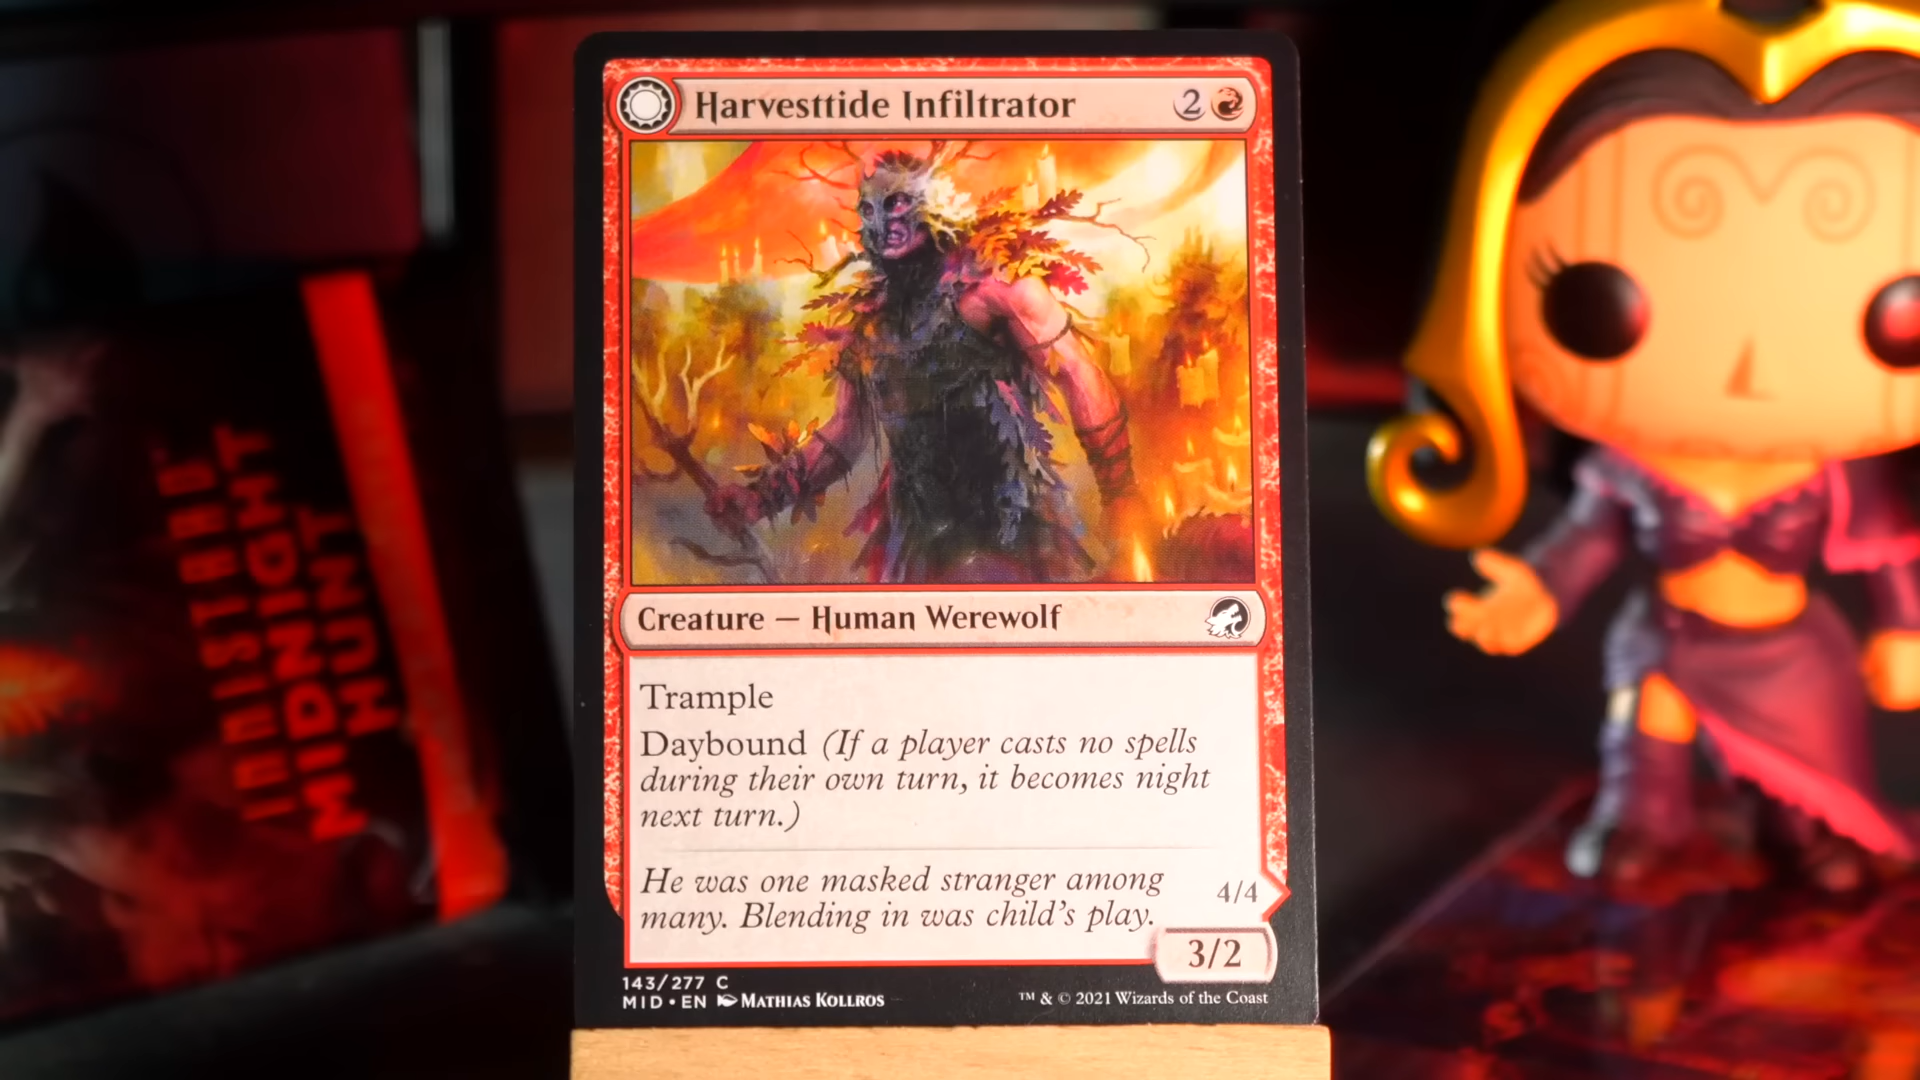 Harvesttide Infiltrator 2
Creature — Human Werewolf
Trample
Daybound (If a player casts no spells
during their own turn, it becomes night
next turn.)
He was one masked stranger among
many. Blending in was child's play.
4/4
3/2
143/277 C
MID • EN MATHIAS KOLLROS
™ & © 2021 Wizards of the Coast
INNISTRAD
MIDNIGHT
HUNT